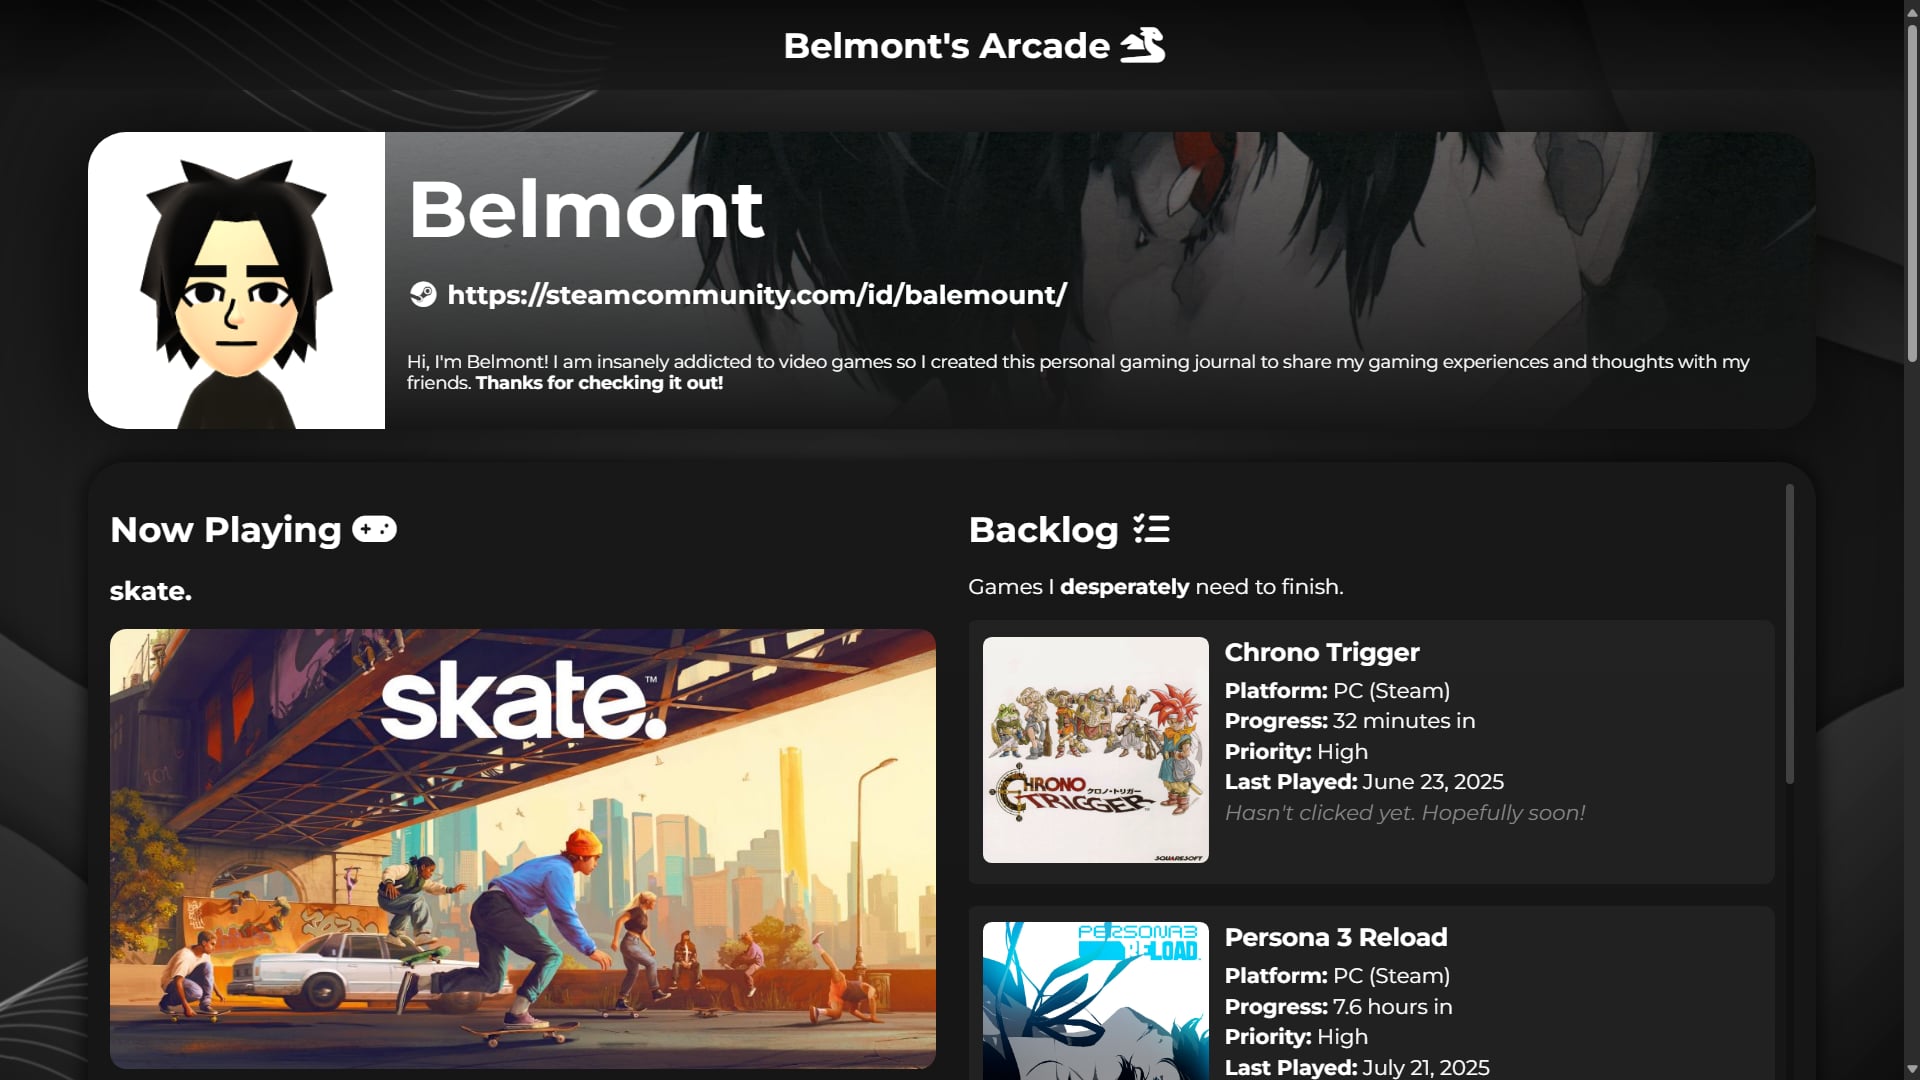 Belmont's Arcade
Belmont
https://steamcommunity.com/id/balemount/
Hi, I'm Belmont! I am insanely addicted to video games so I created this personal gaming journal to share my gaming experiences and thoughts with my
friends. Thanks for checking it out!
Now Playing
skate.
skate.™
Backlog
Games I desperately need to finish.
CHRONO
クロノ・トリガー
TRIGGER
SQUARESOFT
Chrono Trigger
Platform: PC (Steam)
Progress: 32 minutes in
Priority: High
Last Played: June 23, 2025
Hasn't clicked yet. Hopefully soon!
PERSONA3
RELOAD
Persona 3 Reload
Platform: PC (Steam)
Progress: 7.6 hours in
Priority: High
Last Played: July 21, 2025